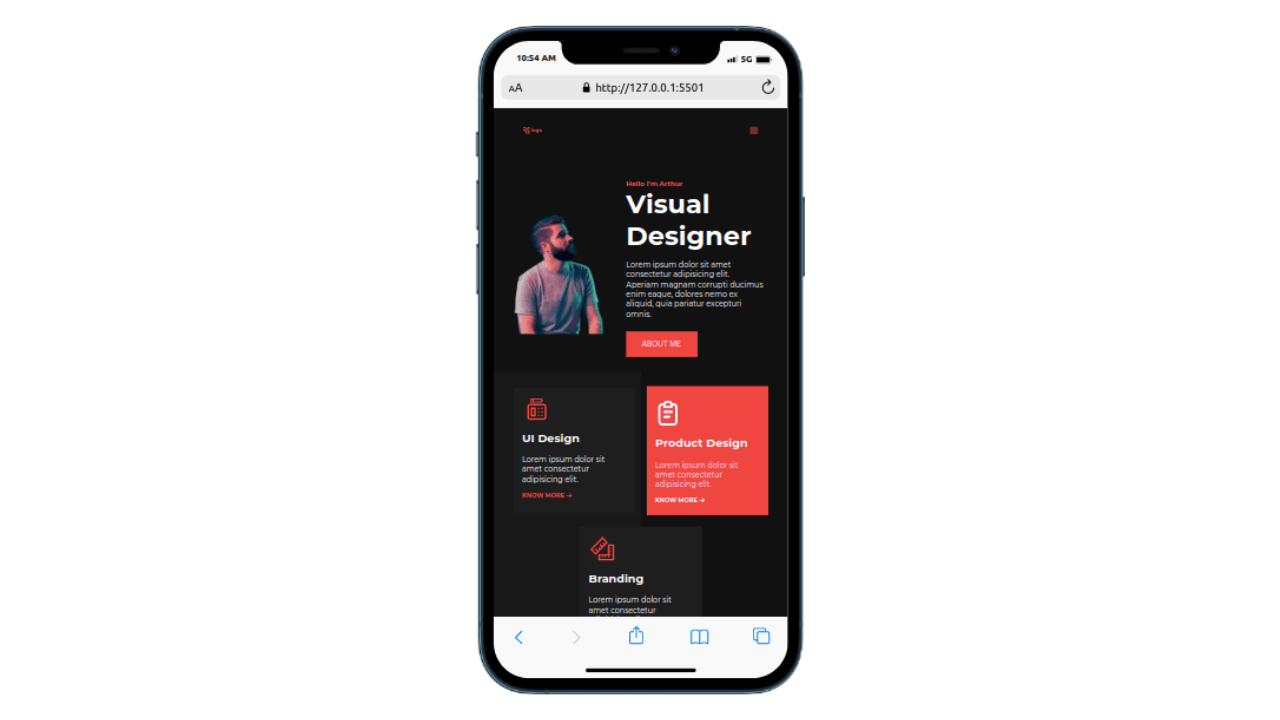 10:54 AM
5G
AA
http://127.0.0.1:5501
logo
Hello I'm Arthur
Visual
Designer
Lorem ipsum dolor sit amet
consectetur adipisicing elit.
Aperiam magnam corrupti ducimus
enim eaque, dolores nemo ex
aliquid, quia pariatur excepturi
omnis.
ABOUT ME
UI Design
Lorem ipsum dolor sit
amet consectetur
adipisicing elit.
KNOW MORE →
Product Design
Lorem ipsum dolor sit
amet consectetur
adipisicing elit.
KNOW MORE →
Branding
Lorem ipsum dolor sit
amet consectetur